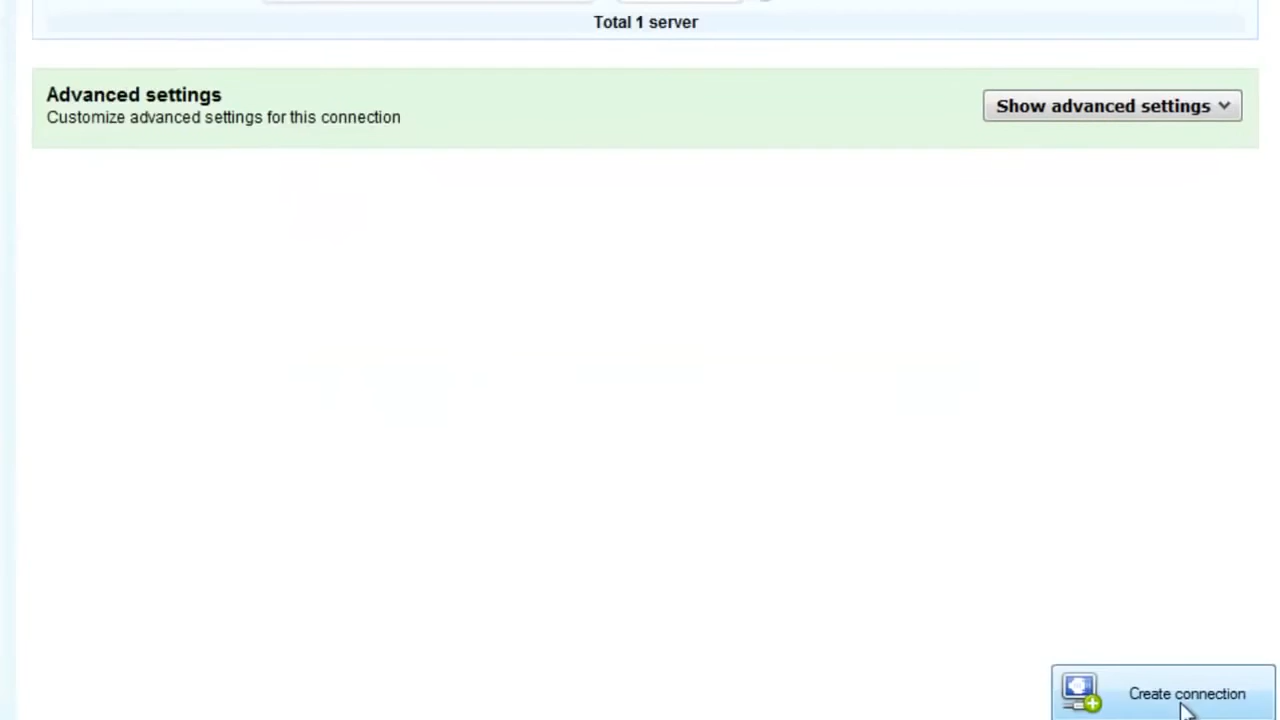 Total 1 server
Advanced settings
Show advanced settings
Customize advanced settings for this connection
Create connection